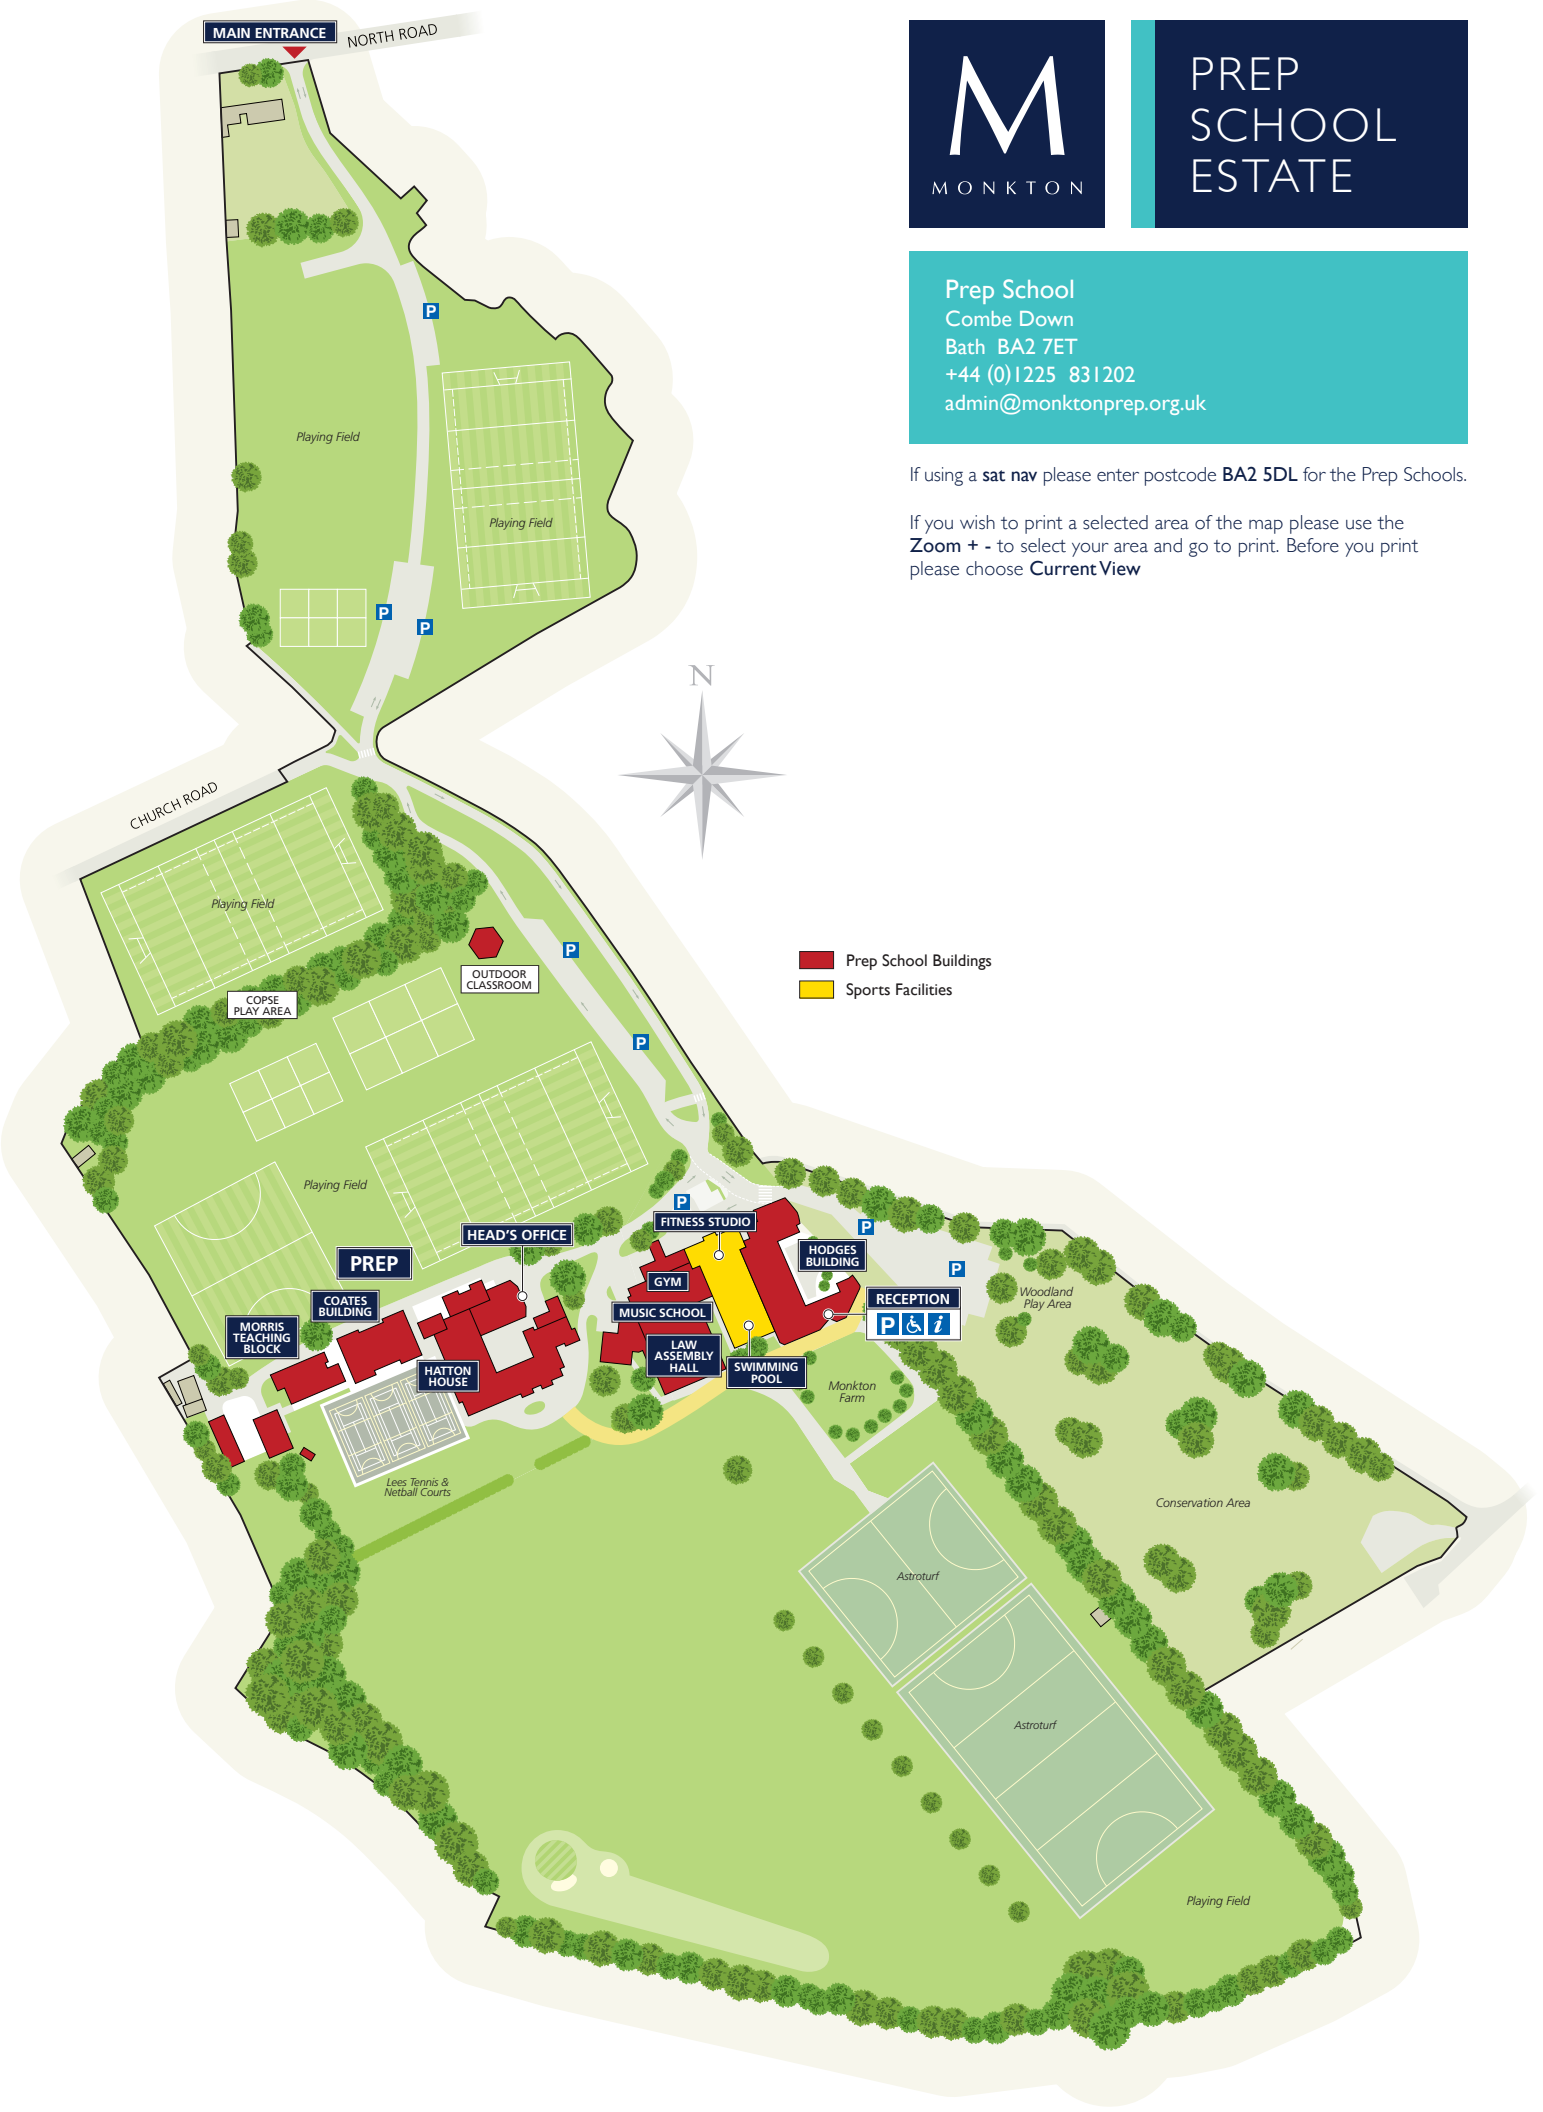 MAIN ENTRANCE
NORTH ROAD
M
MONKTON
PREP
SCHOOL
ESTATE
Prep School
Combe Down
Bath BA2 7ET
+44 (0)1225 831202
admin@monktonprep.org.uk
If using a sat nav please enter postcode BA2 5DL for the Prep Schools.
If you wish to print a selected area of the map please use the
Zoom + - to select your area and go to print. Before you print
please choose Current View
P
Playing Field
Playing Field
P
P
N
CHURCH ROAD
Playing Field
P
OUTDOOR
CLASSROOM
Prep School Buildings
Sports Facilities
COPSE
PLAY AREA
P
Playing Field
P
FITNESS STUDIO
HEAD'S OFFICE
P
HODGES
BUILDING
PREP
P
GYM
RECEPTION
P i
Woodland
Play Area
COATES
BUILDING
MUSIC SCHOOL
MORRIS
TEACHING
BLOCK
LAW
ASSEMBLY
HALL
SWIMMING
POOL
HATTON
HOUSE
Monkton
Farm
Lees Tennis &
Netball Courts
Conservation Area
Astroturf
Astroturf
Playing Field